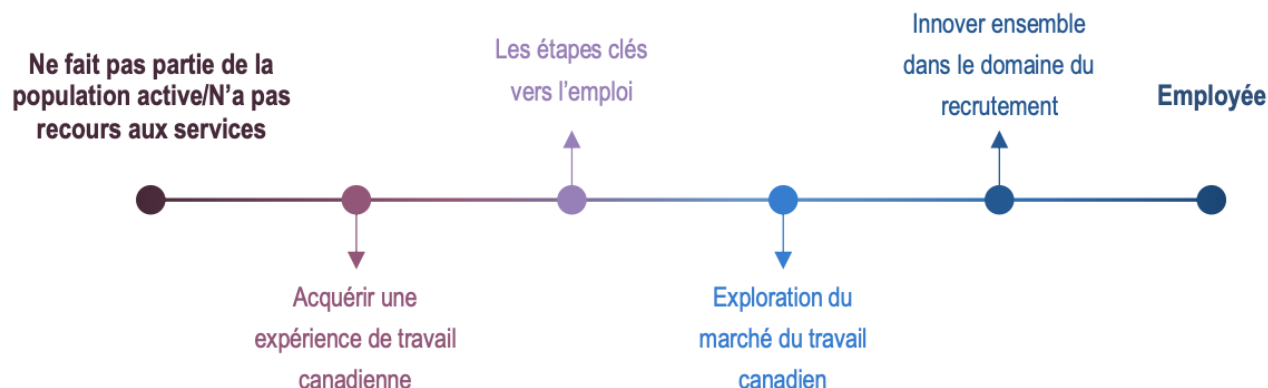 Ne fait pas partie de la
population active/N'a pas
recours aux services
Acquérir une
expérience de travail
canadienne
Les étapes clés
vers l'emploi
Exploration du
marché du travail
canadien
Innover ensemble
dans le domaine du
recrutement
Employée